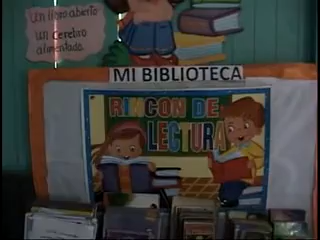 Un libro abierto
un cerebro
alimentado.
MI BIBLIOTECA
RINCON DE
LECTURA